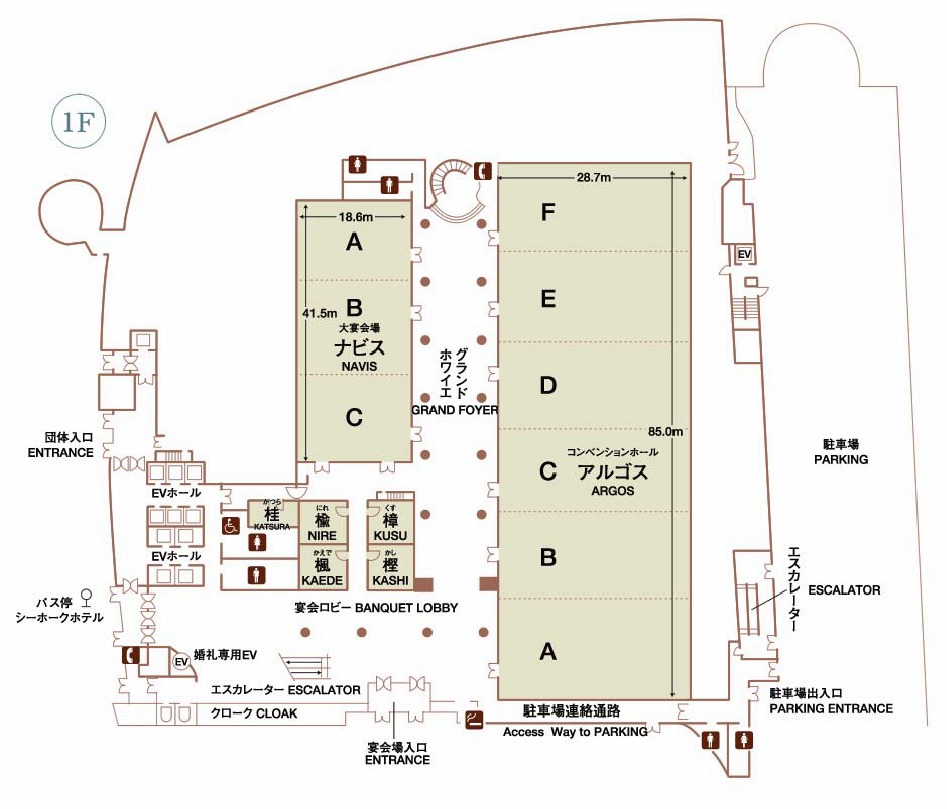 1F
28.7m
F
18.6m
A
EV
E
41.5m
B
大宴会場
ナビス
NAVIS
グランド
ホワイエ
GRAND FOYER
D
C
85.0m
コンベンションホール
C
アルゴス
ARGOS
団体入口
ENTRANCE
駐車場
PARKING
EVホール
かつら
桂
KATSURA
にれ
楡
NIRE
くす
樟
KUSU
EVホール
かえで
楓
KAEDE
かし
樫
KASHI
B
エスカレーター
ESCALATOR
バス停
シーホークホテル
宴会ロビー BANQUET LOBBY
A
EV
婚礼専用EV
エスカレーター ESCALATOR
クローク CLOAK
駐車場出入口
PARKING ENTRANCE
駐車場連絡通路
Access Way to PARKING
宴会場入口
ENTRANCE